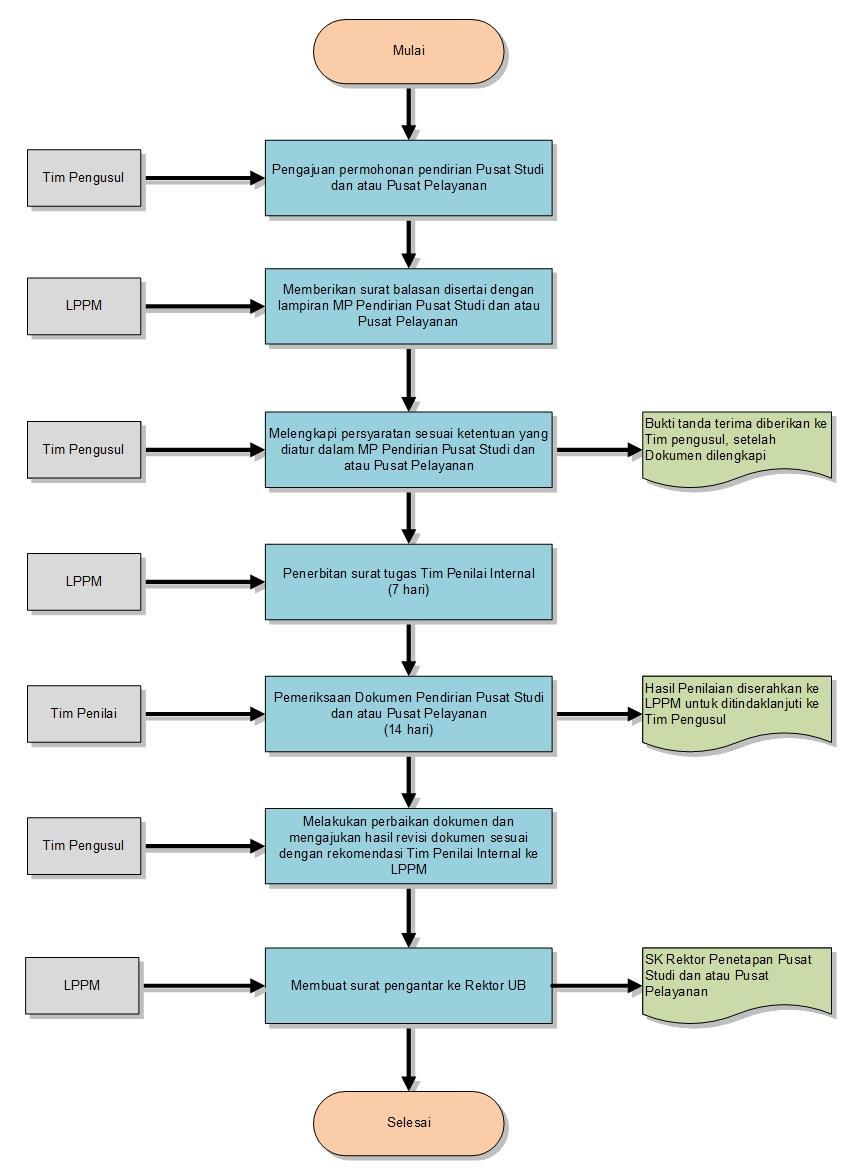 Mulai
Tim Pengusul
Pengajuan permohonan pendirian Pusat Studi
dan atau Pusat Pelayanan
LPPM
Memberikan surat balasan disertai dengan
lampiran MP Pendirian Pusat Studi dan atau
Pusat Pelayanan
Tim Pengusul
Melengkapi persyaratan sesuai ketentuan yang
diatur dalam MP Pendirian Pusat Studi dan
atau Pusat Pelayanan
Bukti tanda terima diberikan ke
Tim pengusul, setelah
Dokumen dilengkapi
LPPM
Penerbitan surat tugas Tim Penilai Internal
(7 hari)
Tim Penilai
Pemeriksaan Dokumen Pendirian Pusat Studi
dan atau Pusat Pelayanan
(14 hari)
Hasil Penilaian diserahkan ke
LPPM untuk ditindaklanjuti ke
Tim Pengusul
Tim Pengusul
Melakukan perbaikan dokumen dan
mengajukan hasil revisi dokumen sesuai
dengan rekomendasi Tim Penilai Internal ke
LPPM
LPPM
Membuat surat pengantar ke Rektor UB
SK Rektor Penetapan Pusat
Studi dan atau Pusat
Pelayanan
Selesai